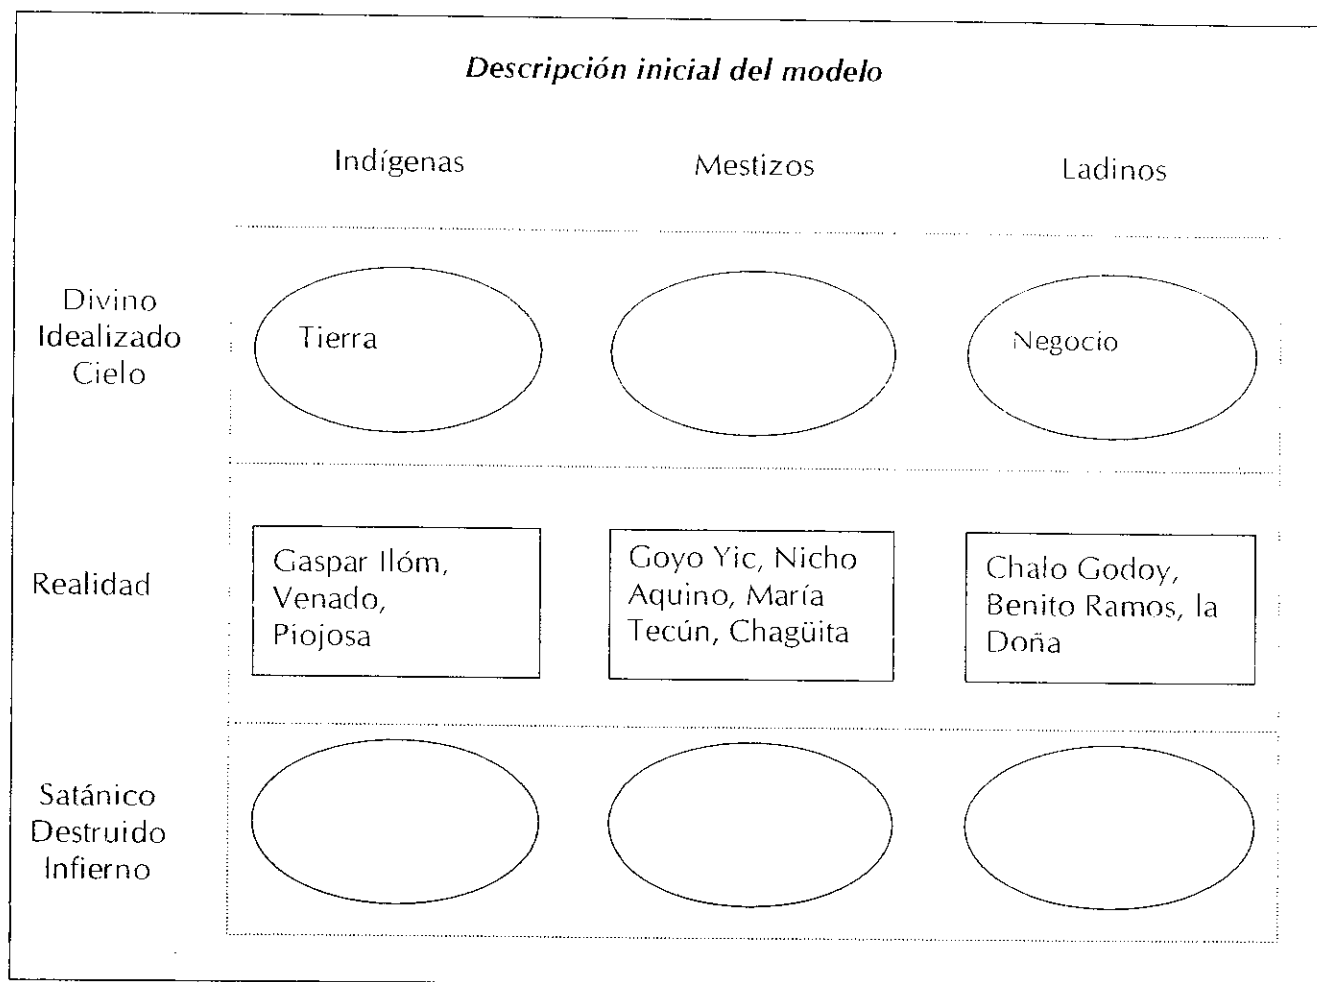 Descripción inicial del modelo
Indígenas
Mestizos
Ladinos
Divino
Idealizado
Cielo
Tierra
Negocio
Realidad
Gaspar Ilóm,
Venado,
Piojosa
Goyo Yic, Nicho
Aquino, María
Tecún, Chagüita
Chalo Godoy,
Benito Ramos, la
Doña
Satánico
Destruido
Infierno